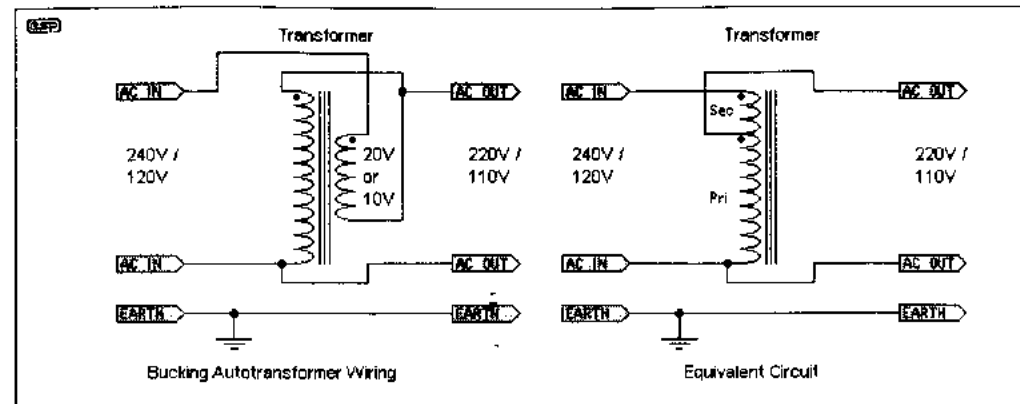 ESP
Transformer
AC IN
AC OUT
240V /
120V
20V
or
10V
220V /
110V
AC IN
AC OUT
EARTH
EARTH
Bucking Autotransformer Wiring
Transformer
AC IN
Sec
AC OUT
240V /
120V
Pri
220V /
110V
AC IN
AC OUT
EARTH
EARTH
Equivalent Circuit